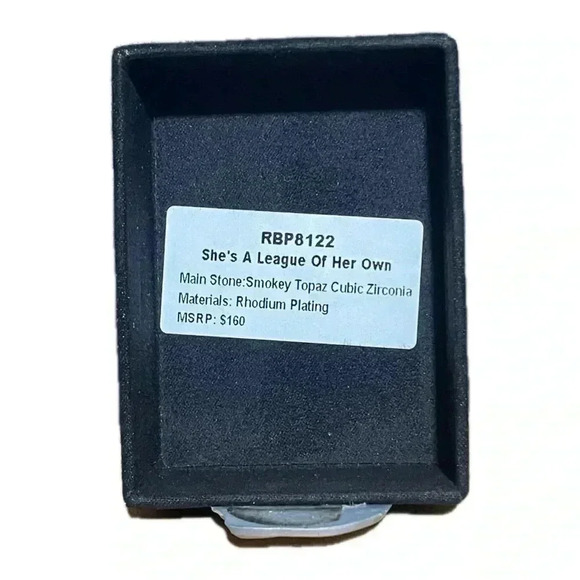 RBP8122
She's A League Of Her Own
Main Stone:Smokey Topaz Cubic Zirconia
Materials: Rhodium Plating
MSRP: $160